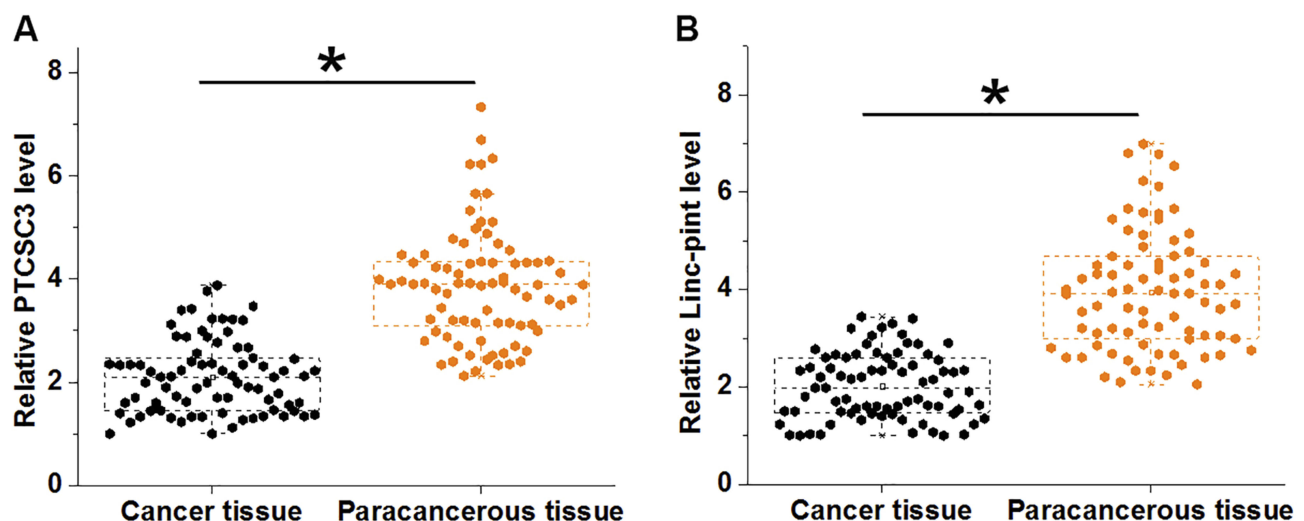 A
Relative PTCSC3 level
8
6
4
2
0
*
Cancer tissue
Paracancerous tissue
B
Relative Linc-pint level
8
6
4
2
0
*
Cancer tissue
Paracancerous tissue